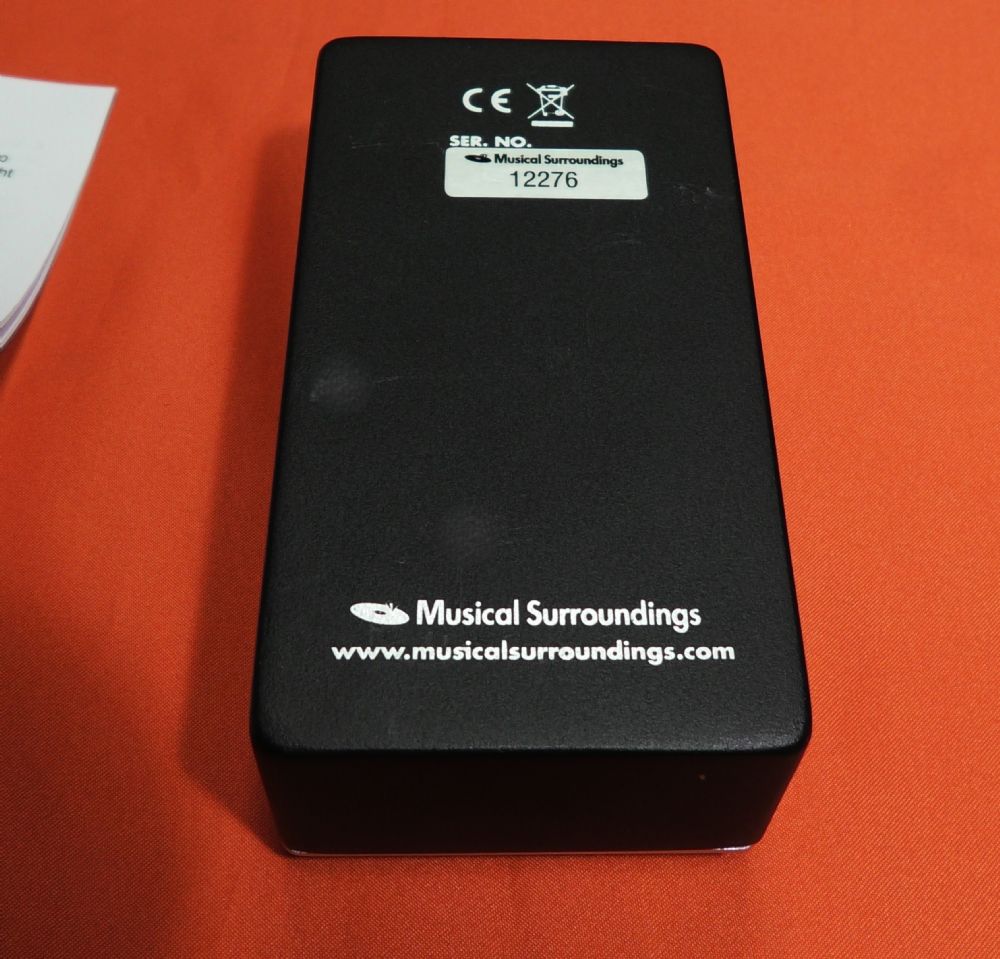 CE
SER. NO.
Musical Surroundings
12276
Musical Surroundings
www.musicalsurroundings.com